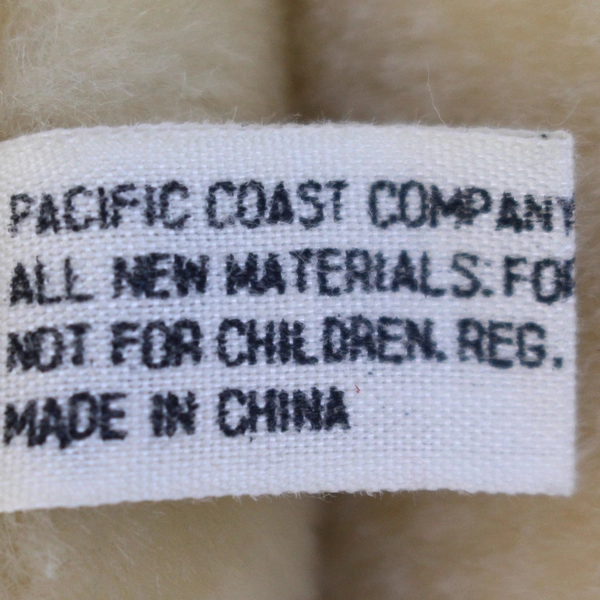 PACIFIC COAST COMPANY
ALL NEW MATERIALS: FOR
NOT FOR CHILDREN. REG.
MADE IN CHINA